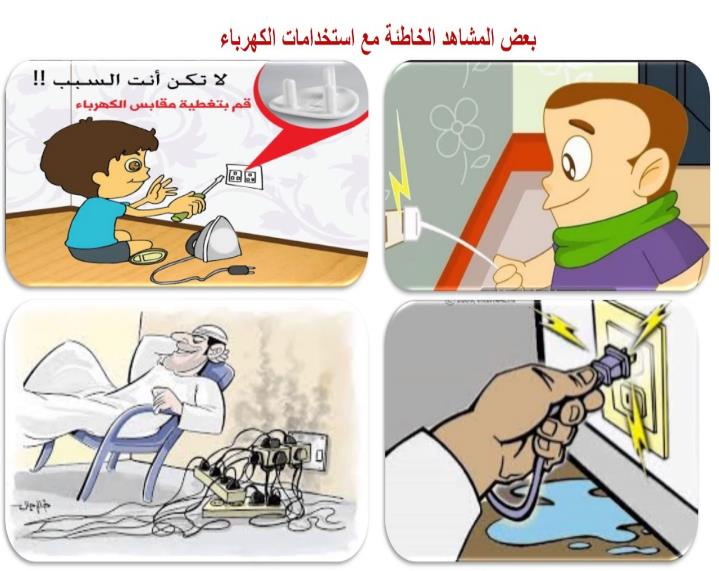 بعض المشاهد الخاطئة مع استخدامات الكهرباء
لا تكن أنت السبب !!
قم بتغطية مقابس الكهرباء